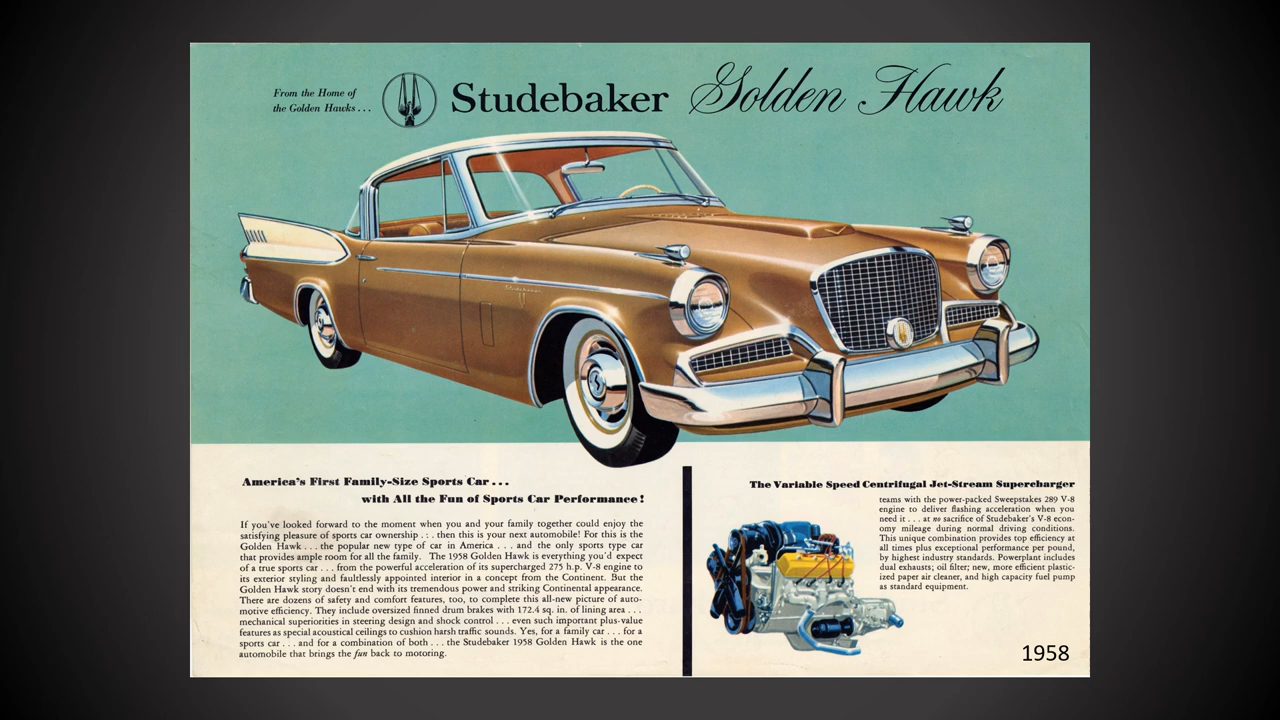 From the Home of
the Golden Hawks . . .
Studebaker Golden Hawk
America's First Family-Size Sports Car . . .
with All the Fun of Sports Car Performance!
If you've looked forward to the moment when you and your family together could enjoy the
satisfying pleasure of sports car ownership . . . then this is your next automobile! For this is the
Golden Hawk . . . the popular new type of car in America . . . and the only sports type car
that provides ample room for all the family. The 1958 Golden Hawk is everything you'd expect
of a true sports car . . . from the powerful acceleration of its supercharged 275 h.p. V-8 engine to
its exterior styling and faultlessly appointed interior in a concept from the Continent. But the
Golden Hawk story doesn't end with its tremendous power and striking Continental appearance.
There are dozens of safety and comfort features, too, to complete this all-new picture of auto-
motive efficiency. They include oversized finned drum brakes with 172.4 sq. in. of lining area . . .
mechanical superiorities in steering design and shock control . . . even such important plus-value
features as special acoustical ceilings to cushion harsh traffic sounds. Yes, for a family car . . . for a
sports car . . . and for a combination of both . . . the Studebaker 1958 Golden Hawk is the one
automobile that brings the fun back to motoring.
The Variable Speed Centrifugal Jet-Stream Supercharger
teams with the power-packed Sweepstakes 289 V-8
engine to deliver flashing acceleration when you
need it . . . at no sacrifice of Studebaker's V-8 econ-
omy mileage during normal driving conditions.
This unique combination provides top efficiency at
all times plus exceptional performance per pound,
by highest industry standards. Powerplant includes
dual exhausts; oil filter; new, more efficient plastic-
ized paper air cleaner, and high capacity fuel pump
as standard equipment.
1958